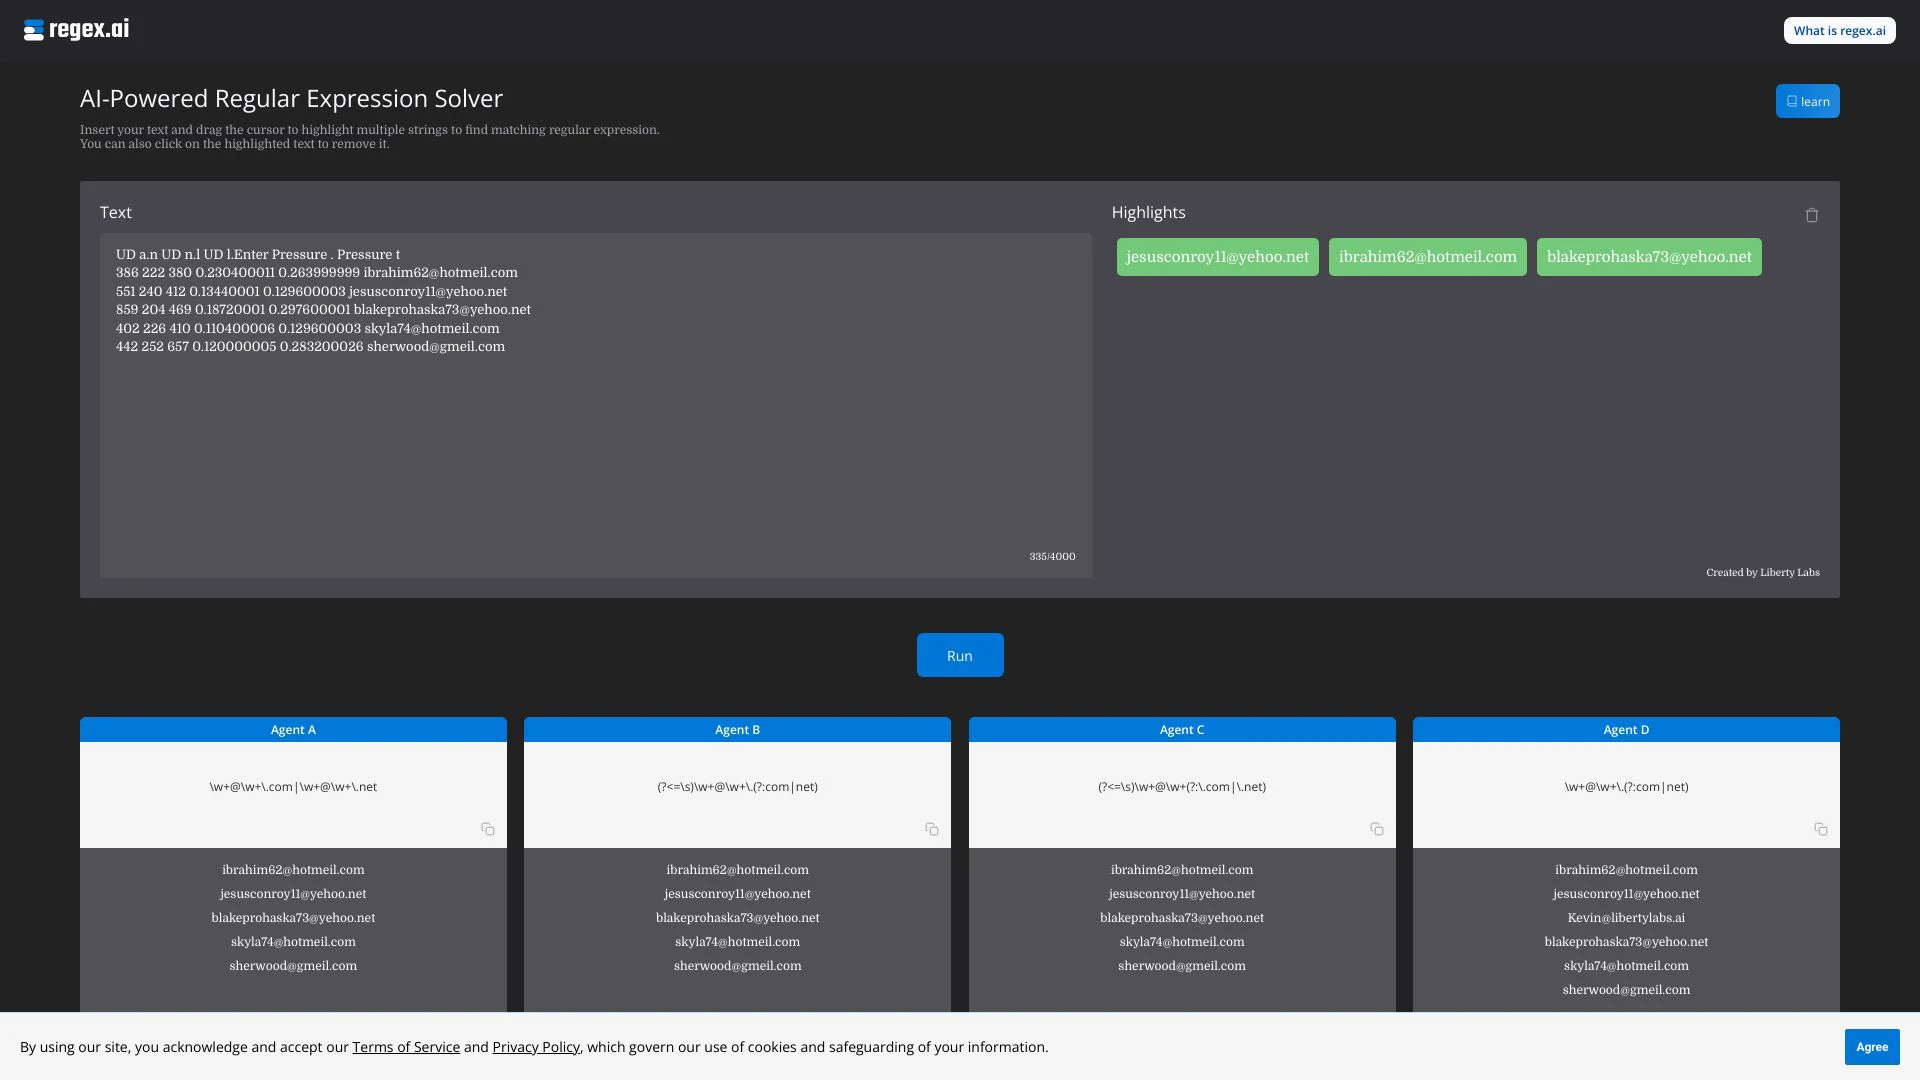 regex.ai
What is regex.ai
AI-Powered Regular Expression Solver
learn
Insert your text and drag the cursor to highlight multiple strings to find matching regular expression.
You can also click on the highlighted text to remove it.
Text
UD a.n UD n.l UD l.Enter Pressure . Pressure t
386 222 380 0.230400011 0.263999999 ibrahim62@hotmeil.com
551 240 412 0.13440001 0.129600003 jesusconroy11@yehoo.net
859 204 469 0.18720001 0.297600001 blakeprohaska73@yehoo.net
402 226 410 0.110400006 0.129600003 skyla74@hotmeil.com
442 252 657 0.120000005 0.283200026 sherwood@gmeil.com
335/4000
Highlights
jesusconroy11@yehoo.net ibrahim62@hotmeil.com blakeprohaska73@yehoo.net
Created by Liberty Labs
Run
Agent A
\w+@\w+\.com|\w+@\w+\.net
ibrahim62@hotmeil.com
jesusconroy11@yehoo.net
blakeprohaska73@yehoo.net
skyla74@hotmeil.com
sherwood@gmeil.com
Agent B
(?<=\s)\w+@\w+\.(?:com|net)
ibrahim62@hotmeil.com
jesusconroy11@yehoo.net
blakeprohaska73@yehoo.net
skyla74@hotmeil.com
sherwood@gmeil.com
Agent C
(?<=\s)\w+@\w+(?:\.com|\.net)
ibrahim62@hotmeil.com
jesusconroy11@yehoo.net
blakeprohaska73@yehoo.net
skyla74@hotmeil.com
sherwood@gmeil.com
Agent D
\w+@\w+\.(?:com|net)
ibrahim62@hotmeil.com
jesusconroy11@yehoo.net
Kevin@libertylabs.ai
blakeprohaska73@yehoo.net
skyla74@hotmeil.com
sherwood@gmeil.com
By using our site, you acknowledge and accept our Terms of Service and Privacy Policy, which govern our use of cookies and safeguarding of your information.
Agree